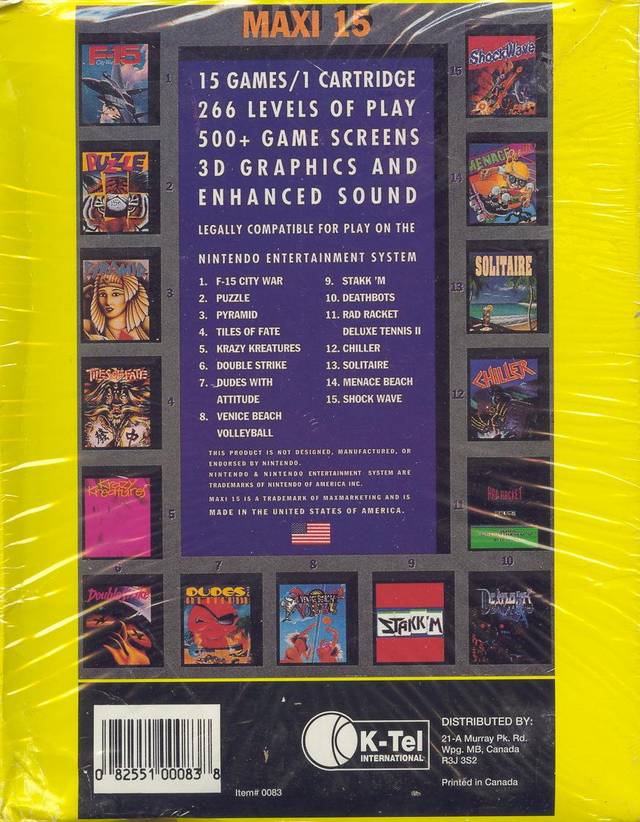 MAXI 15
15 GAMES/1 CARTRIDGE
266 LEVELS OF PLAY
500+ GAME SCREENS
3D GRAPHICS AND
ENHANCED SOUND
LEGALLY COMPATIBLE FOR PLAY ON THE
NINTENDO ENTERTAINMENT SYSTEM
1. F-15 CITY WAR
2. PUZZLE
3. PYRAMID
4. TILES OF FATE
5. KRAZY KREATURES
6. DOUBLE STRIKE
7. DUDES WITH
ATTITUDE
8. VENICE BEACH
VOLLEYBALL
9. STAKK 'M
10. DEATHBOTS
11. RAD RACKET
DELUXE TENNIS II
12. CHILLER
13. SOLITAIRE
14. MENACE BEACH
15. SHOCK WAVE
THIS PRODUCT IS NOT DESIGNED, MANUFACTURED, OR
ENDORSED BY NINTENDO.
NINTENDO & NINTENDO ENTERTAINMENT SYSTEM ARE
TRADEMARKS OF NINTENDO OF AMERICA INC.
MAXI 15 IS A TRADEMARK OF MAXMARKETING AND IS
MADE IN THE UNITED STATES OF AMERICA.
F-15
City War
1
PUZZLE
2
PYRAMID
3
TILES OF FATE
4
Krazy
Kreatures
5
6
Double Strike
7
DUDES
8
VENICE BEACH
9
STAKK'M
10
11
RAD RACKET
12
CHILLER
13
SOLITAIRE
14
MENACE
15
ShockWave
0 82551 00083 8
Item# 0083
K-Tel
INTERNATIONAL
DISTRIBUTED BY:
21-A Murray Pk. Rd.
Wpg. MB, Canada
R3J 3S2
Printed in Canada